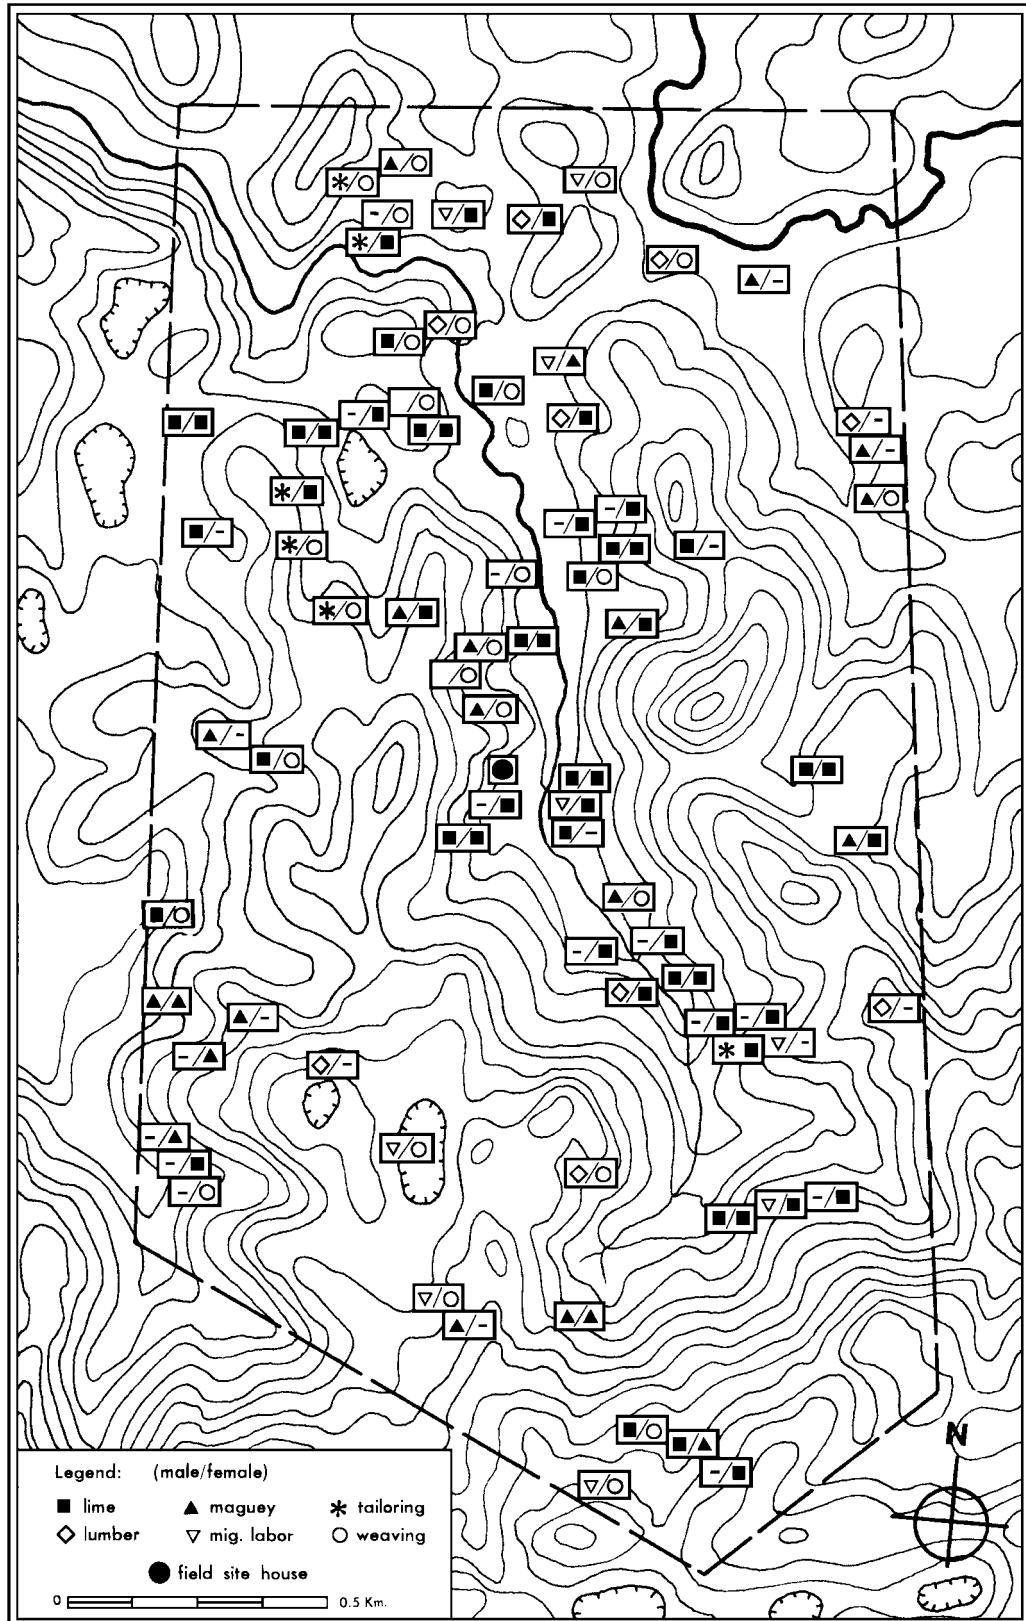 N
Legend: (male/female)
lime maguey tailoring
lumber mig. labor weaving
field site house
0 0.5 Km.